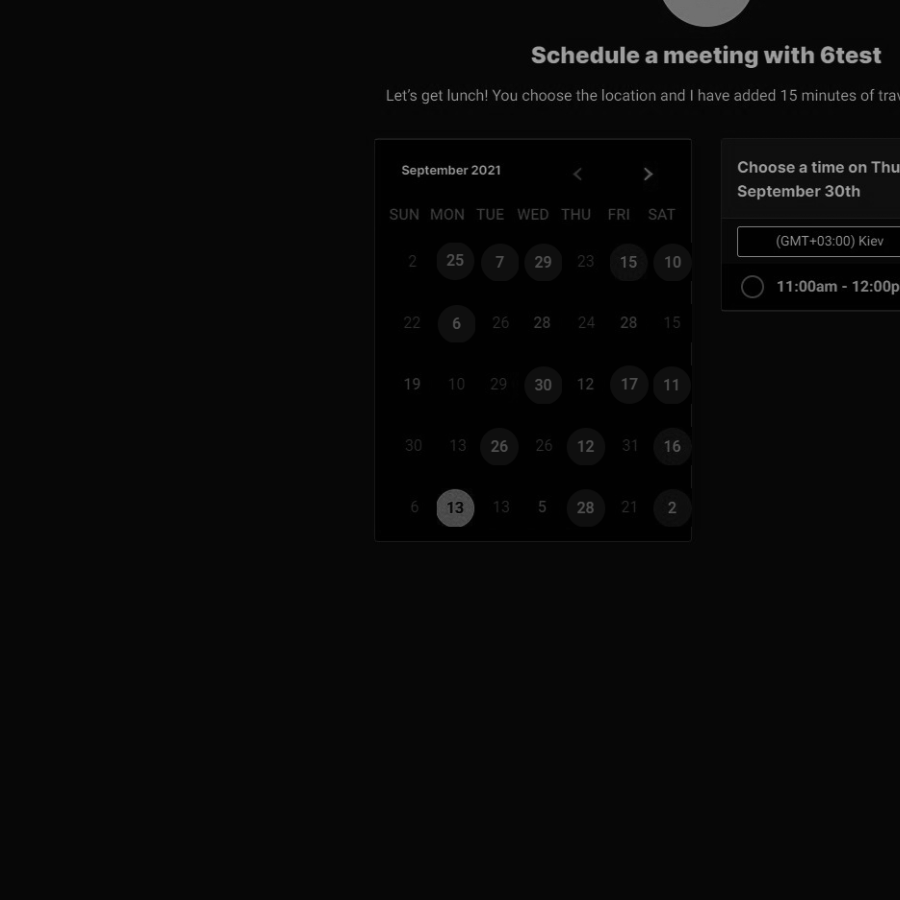 Schedule a meeting with 6test
Let's get lunch! You choose the location and I have added 15 minutes of
September 2021
SUN MON TUE WED THU FRI SAT
2 25 7 29 23 15 10
22 6 26 28 24 28 15
19 10 29 30 12 17 11
30 13 26 26 12 31 16
6 13 13 5 28 21 2
Choose a time on Thu
September 30th
(GMT+03:00) Kiev
11:00am - 12:00p